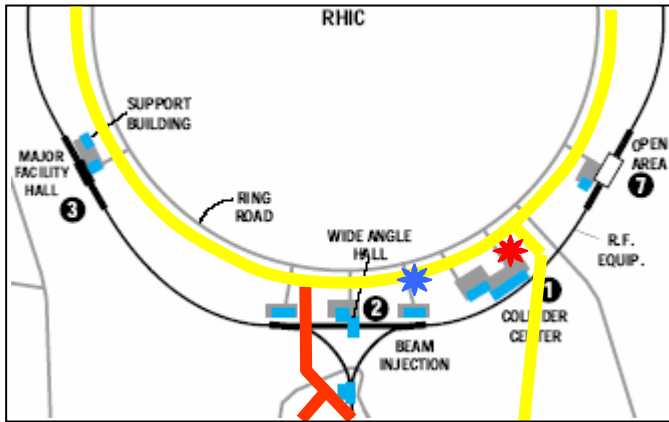 RHIC
SUPPORT
BUILDING
MAJOR
FACILITY
HALL
3
OPEN
AREA
7
RING
ROAD
WIDE ANGLE
HALL
R.F.
EQUIP.
2
1
COLLIDER
CENTER
BEAM
INJECTION